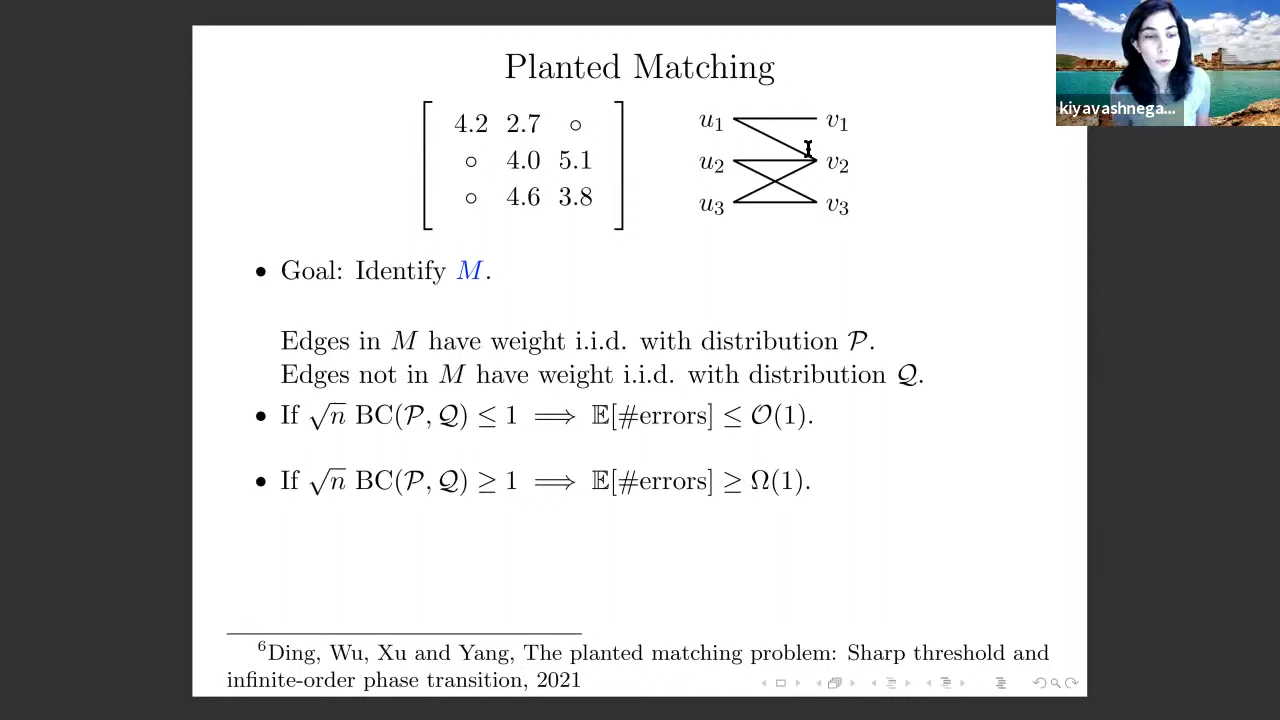 Planted Matching
4.2 2.7 ∘
∘ 4.0 5.1
∘ 4.6 3.8
u₁ v₁
u₂ v₂
u₃ v₃
kiyavashnega...
• Goal: Identify M.
Edges in M have weight i.i.d. with distribution 𝒫.
Edges not in M have weight i.i.d. with distribution 𝒬.
• If √n BC(𝒫, 𝒬) ≤ 1 ⟹ 𝔼[#errors] ≤ 𝒪(1).
• If √n BC(𝒫, 𝒬) ≥ 1 ⟹ 𝔼[#errors] ≥ Ω(1).
⁶Ding, Wu, Xu and Yang, The planted matching problem: Sharp threshold and
infinite-order phase transition, 2021